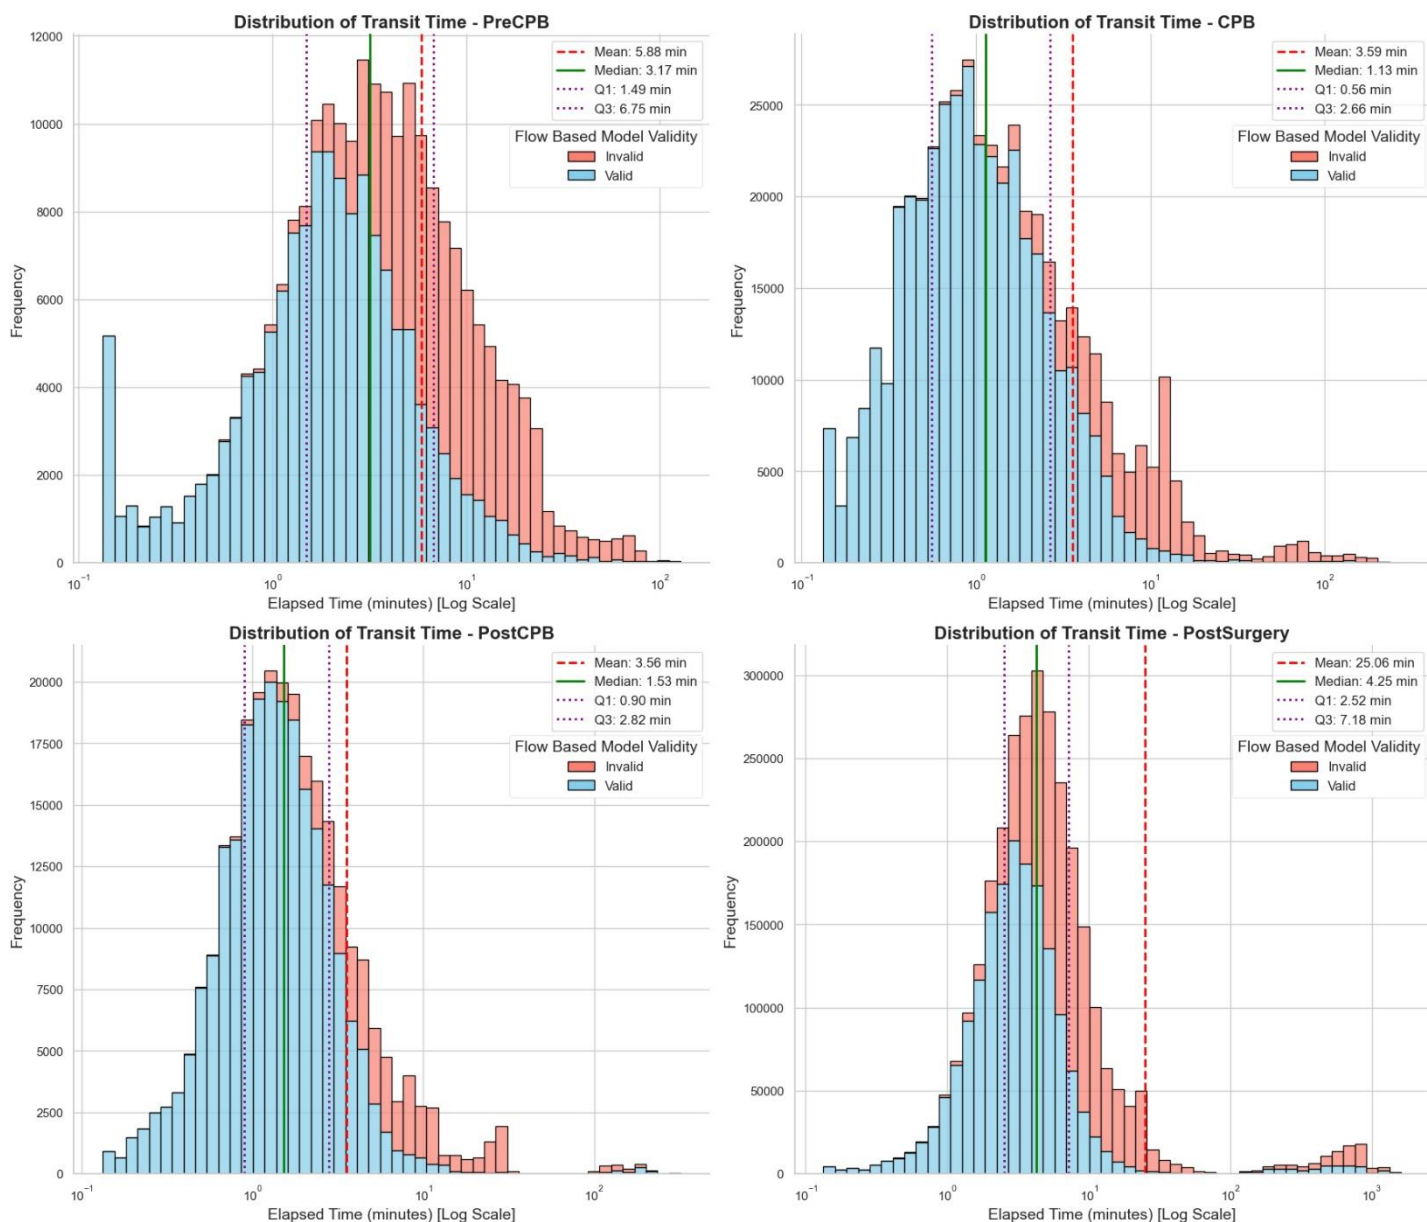 Distribution of Transit Time - PreCPB
12000
10000
8000
6000
4000
2000
0
Frequency
10⁻¹ 10⁰ 10¹ 10²
Elapsed Time (minutes) [Log Scale]
Mean: 5.88 min
Median: 3.17 min
Q1: 1.49 min
Q3: 6.75 min
Flow Based Model Validity
Invalid
Valid
Distribution of Transit Time - CPB
25000
20000
15000
10000
5000
0
Frequency
10⁻¹ 10⁰ 10¹ 10²
Elapsed Time (minutes) [Log Scale]
Mean: 3.59 min
Median: 1.13 min
Q1: 0.56 min
Q3: 2.66 min
Flow Based Model Validity
Invalid
Valid
Distribution of Transit Time - PostCPB
20000
17500
15000
12500
10000
7500
5000
2500
0
Frequency
10⁻¹ 10⁰ 10¹ 10²
Elapsed Time (minutes) [Log Scale]
Mean: 3.56 min
Median: 1.53 min
Q1: 0.90 min
Q3: 2.82 min
Flow Based Model Validity
Invalid
Valid
Distribution of Transit Time - PostSurgery
300000
250000
200000
150000
100000
50000
0
Frequency
10⁻¹ 10⁰ 10¹ 10² 10³
Elapsed Time (minutes) [Log Scale]
Mean: 25.06 min
Median: 4.25 min
Q1: 2.52 min
Q3: 7.18 min
Flow Based Model Validity
Invalid
Valid